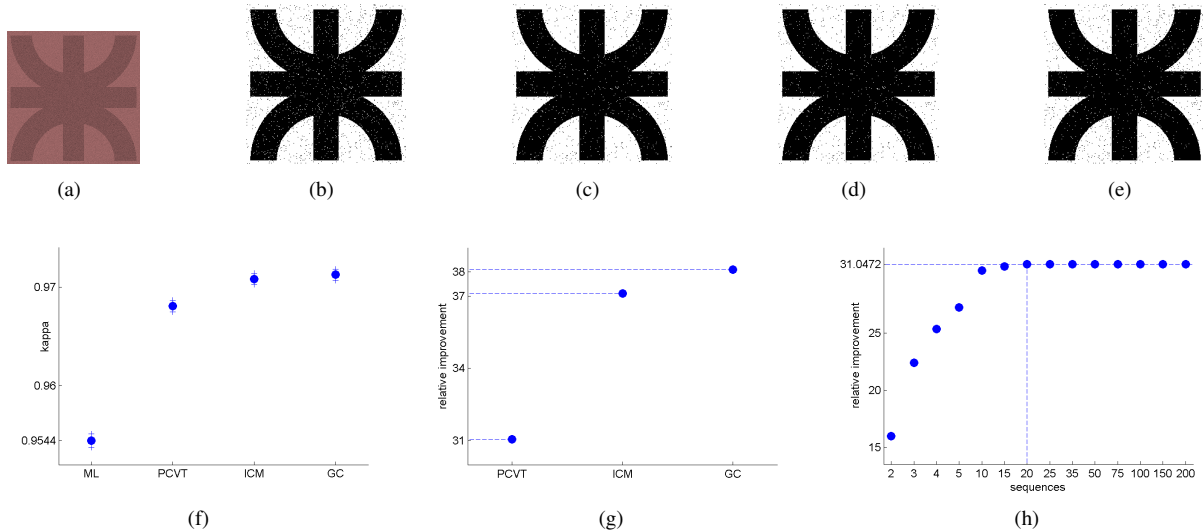 (a)
(b)
(c)
(d)
(e)
0.97
kappa
0.96
0.9544
ML PCVT ICM GC
(f)
38
37
relative improvement
34
31
PCVT ICM GC
(g)
31.0472
relative improvement
25
20
15
2 3 4 5 10 15 20 25 35 50 75 100 150 200
sequences
(h)